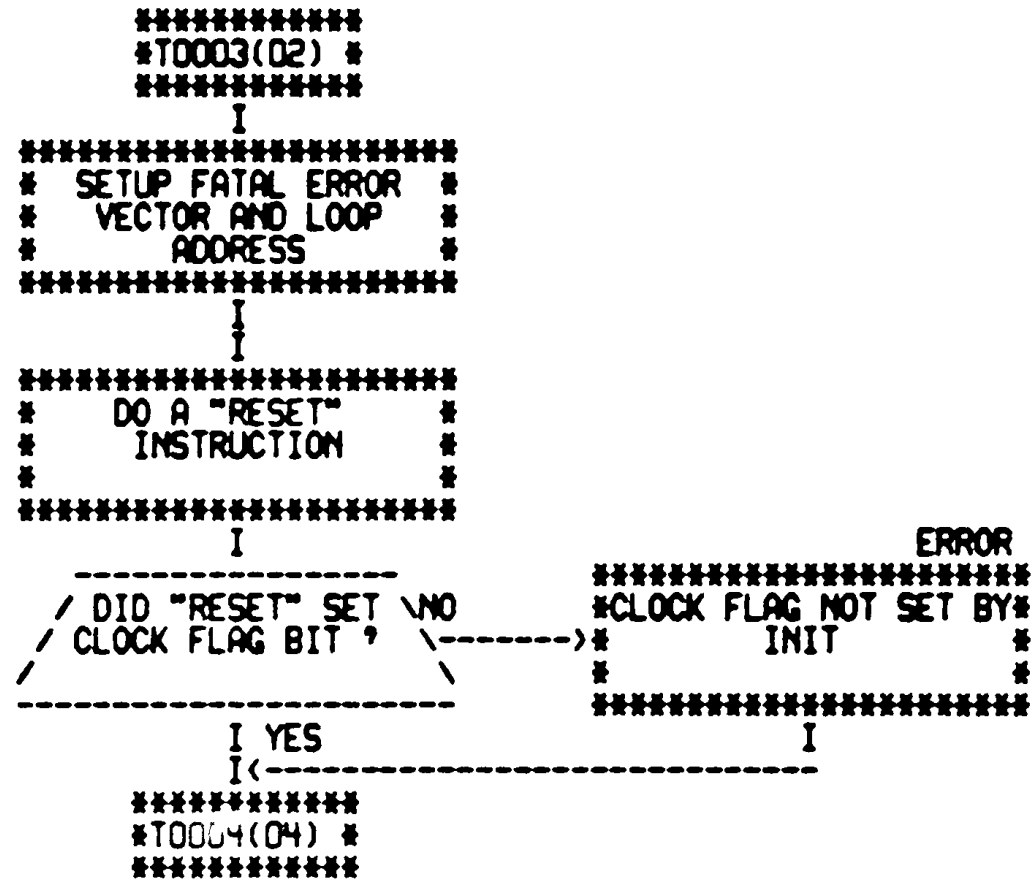 ************
*T0003(02) *
************
I
***********************
* SETUP FATAL ERROR *
* VECTOR AND LOOP *
* ADDRESS *
***********************
I
I
***********************
* DO A "RESET" *
* INSTRUCTION *
* *
***********************
I
ERROR
-----------------
/ DID "RESET" SET \NO
/ CLOCK FLAG BIT ? \------>
/ \
-----------------------
***********************
*CLOCK FLAG NOT SET BY*
* INIT *
* *
***********************
I YES I
I<-----------------------------
************
*T0004(04) *
************